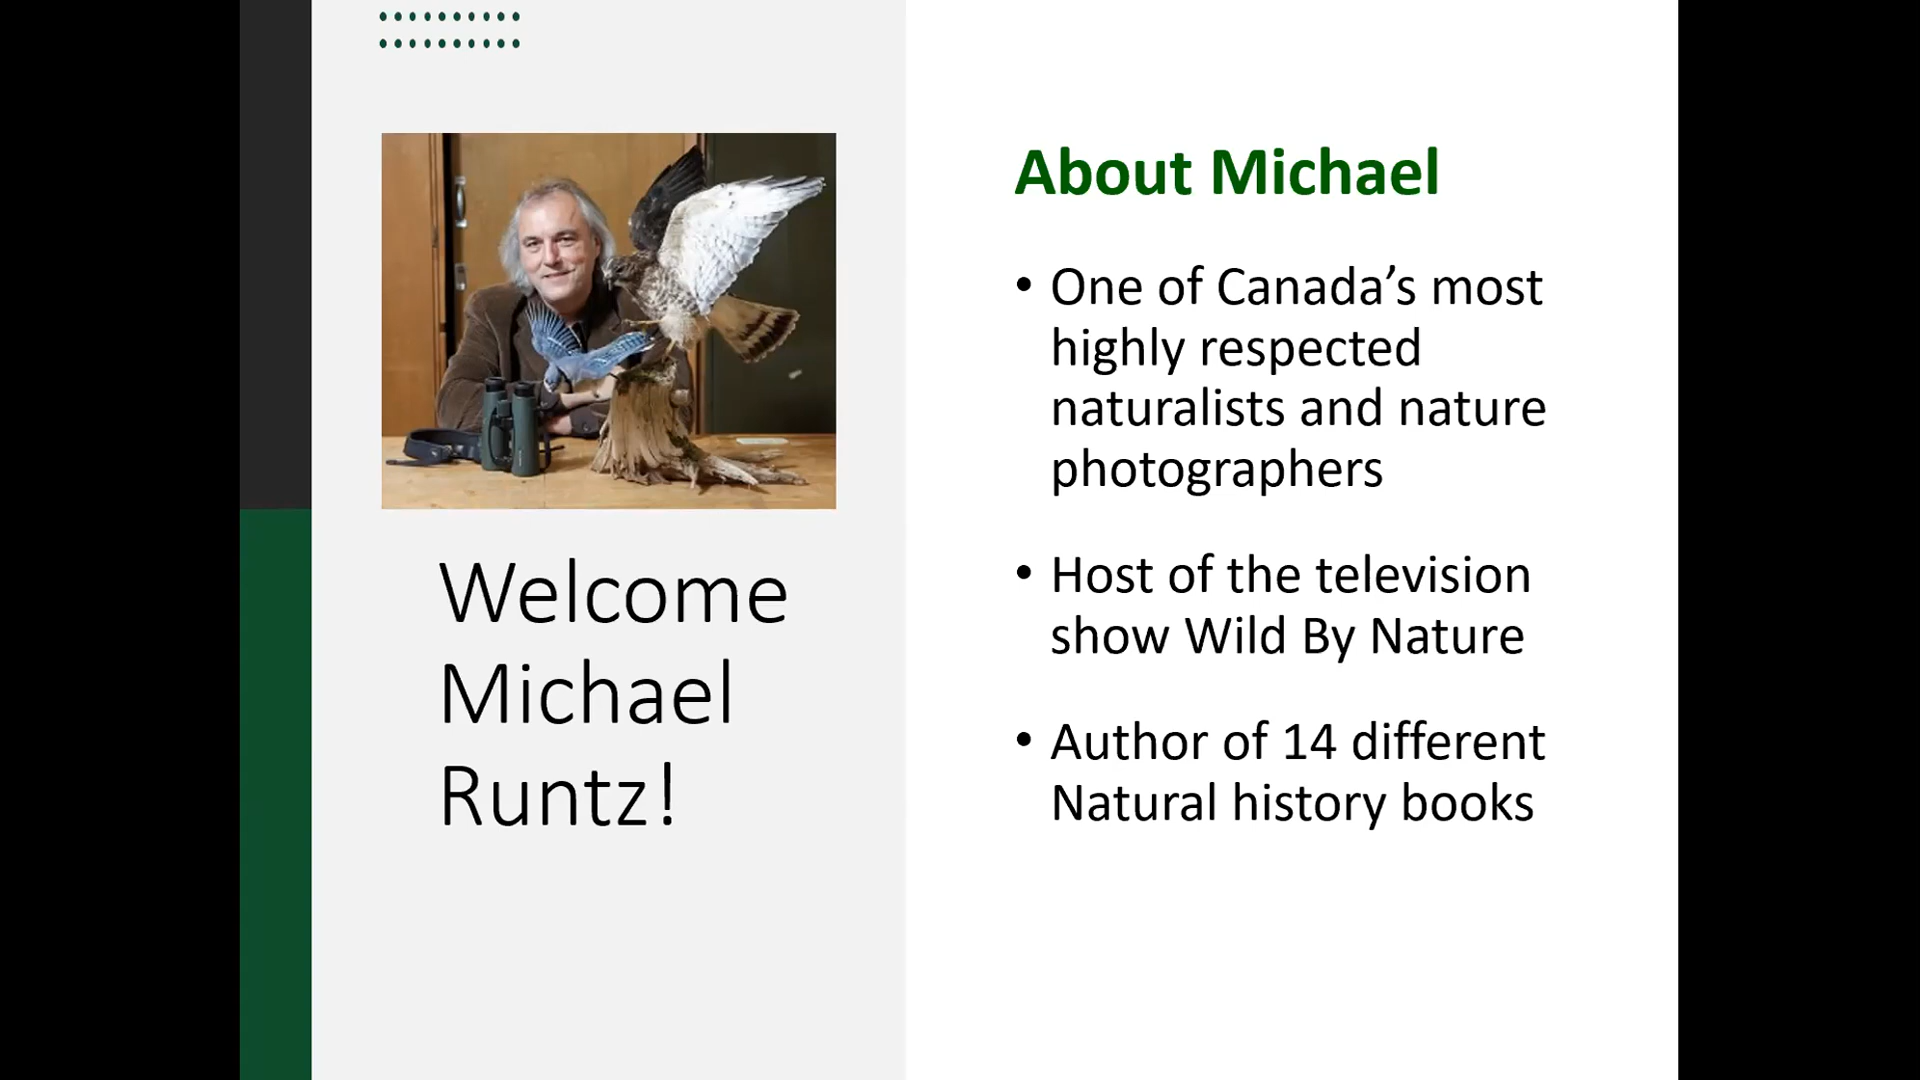 Welcome
Michael
Runtz!
About Michael
• One of Canada’s most
highly respected
naturalists and nature
photographers
• Host of the television
show Wild By Nature
• Author of 14 different
Natural history books